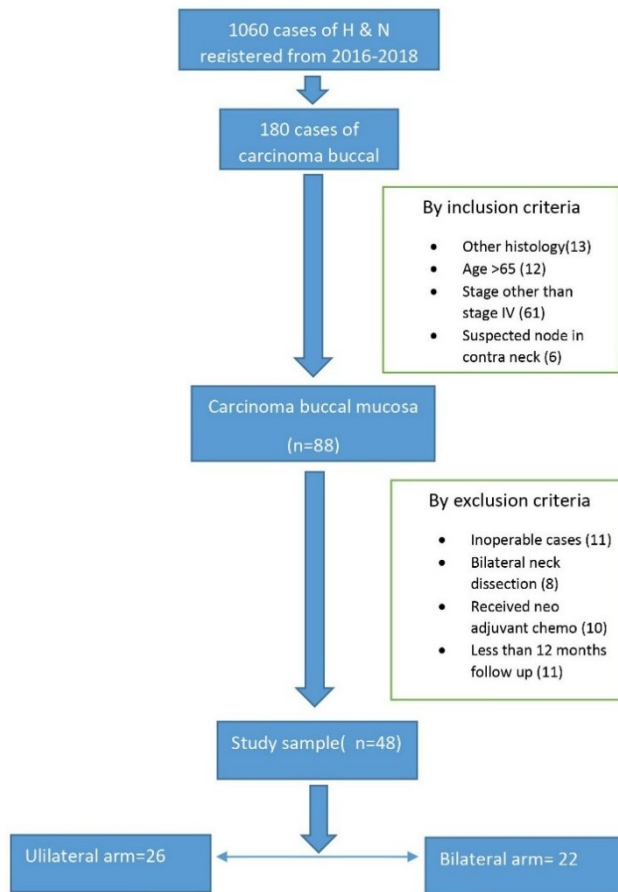 1060 cases of H & N
registered from 2016-2018
180 cases of
carcinoma buccal
By inclusion criteria
• Other histology(13)
• Age >65 (12)
• Stage other than
stage IV (61)
• Suspected node in
contra neck (6)
Carcinoma buccal mucosa
(n=88)
By exclusion criteria
• Inoperable cases (11)
• Bilateral neck
dissection (8)
• Received neo
adjuvant chemo (10)
• Less than 12 months
follow up (11)
Study sample( n=48)
Ulilateral arm=26
Bilateral arm= 22